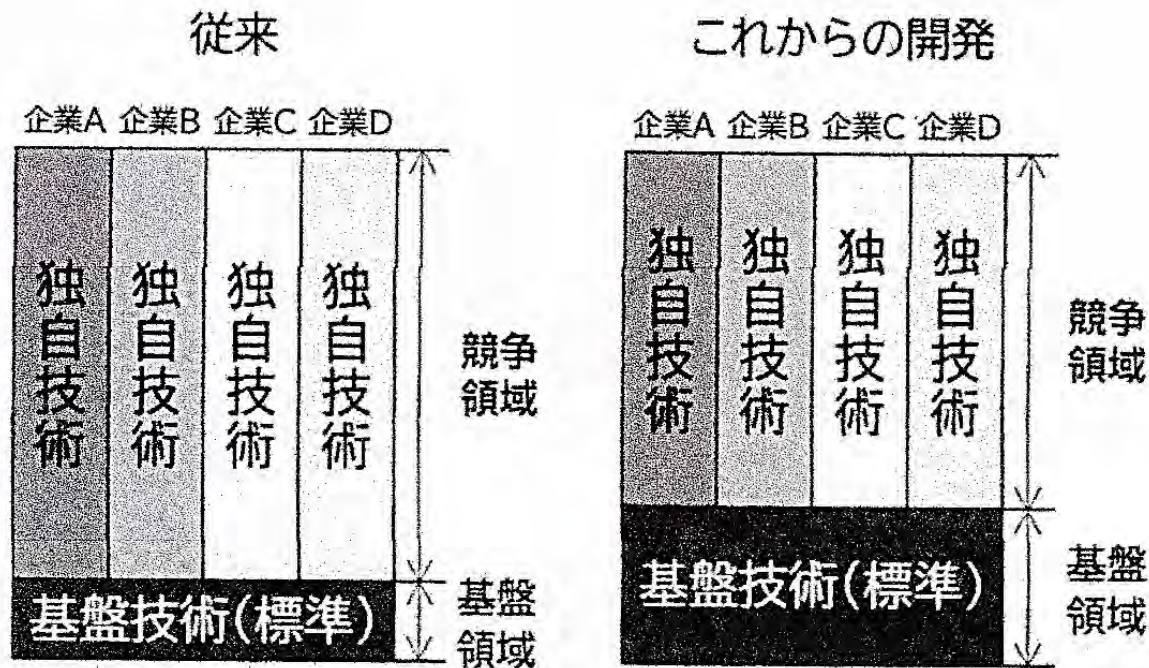 従来
企業A 企業B 企業C 企業D
独自技術
独自技術
独自技術
独自技術
競争
領域
基盤技術(標準)
基盤
領域
これからの開発
企業A 企業B 企業C 企業D
独自技術
独自技術
独自技術
独自技術
競争
領域
基盤技術(標準)
基盤
領域